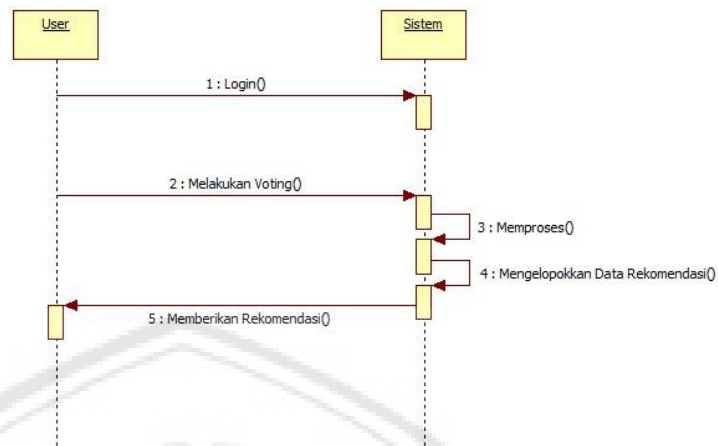 User
Sistem
1 : Login()
2 : Melakukan Voting()
3 : Memproses()
4 : Mengelopokkan Data Rekomendasi()
5 : Memberikan Rekomendasi()